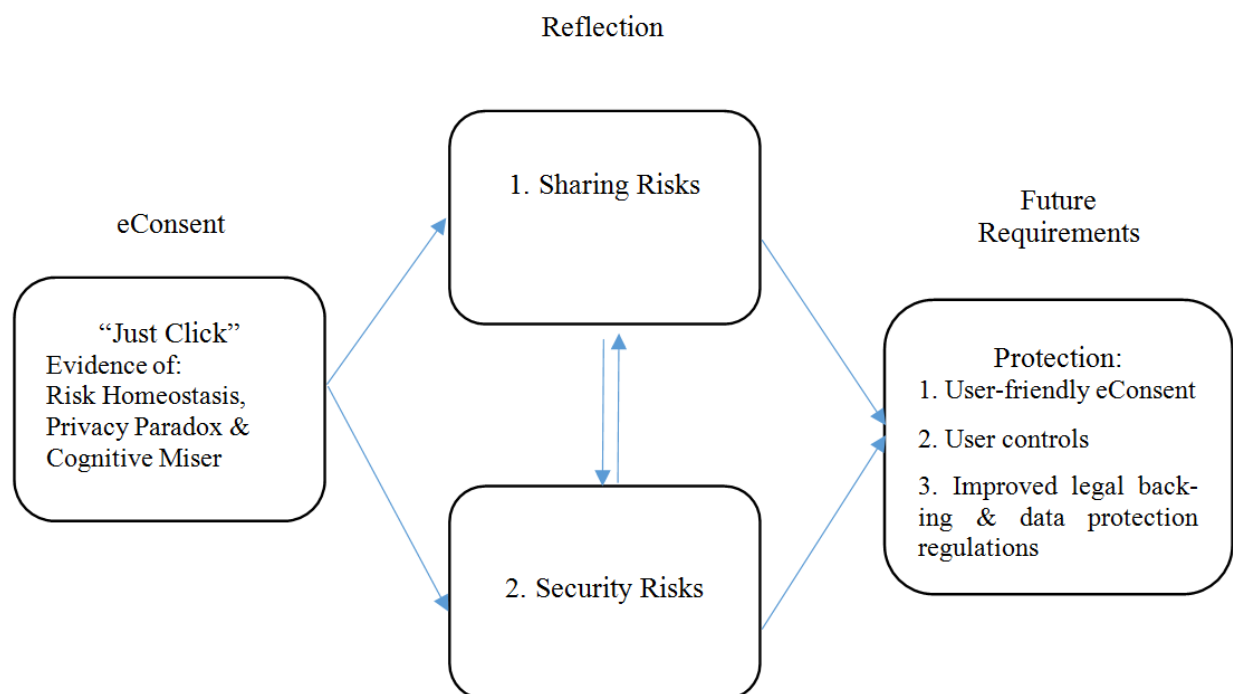 Reflection
1. Sharing Risks
eConsent
“Just Click”
Evidence of:
Risk Homeostasis,
Privacy Paradox &
Cognitive Miser
2. Security Risks
Future
Requirements
Protection:
1. User-friendly eConsent
2. User controls
3. Improved legal back-
ing & data protection
regulations